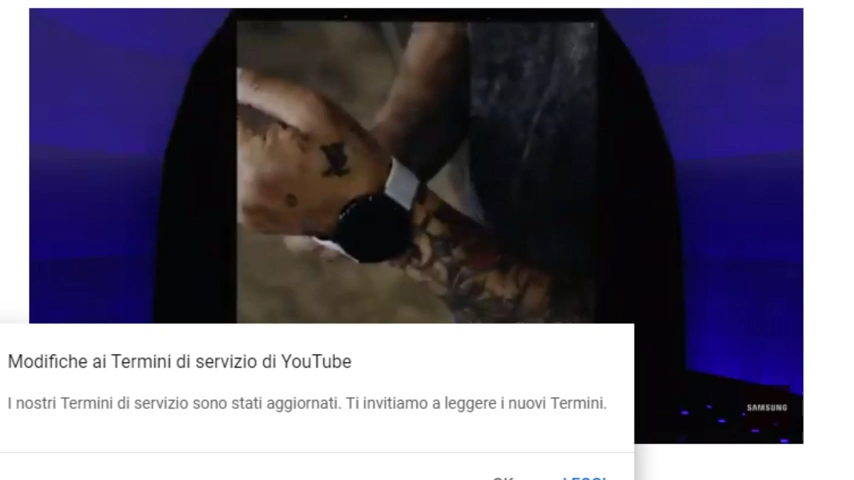 SAMSUNG
Modifiche ai Termini di servizio di YouTube
I nostri Termini di servizio sono stati aggiornati. Ti invitiamo a leggere i nuovi Termini.